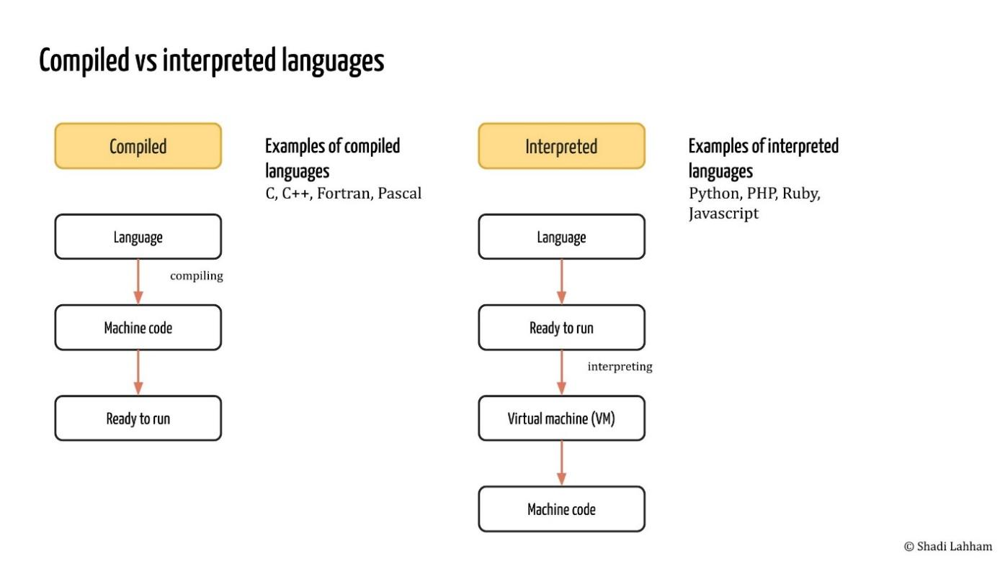 Compiled vs interpreted languages
Compiled
Examples of compiled
languages
C, C++, Fortran, Pascal
Language
compiling
Machine code
Ready to run
Interpreted
Examples of interpreted
languages
Python, PHP, Ruby,
Javascript
Language
Ready to run
interpreting
Virtual machine (VM)
Machine code
© Shadi Lahham